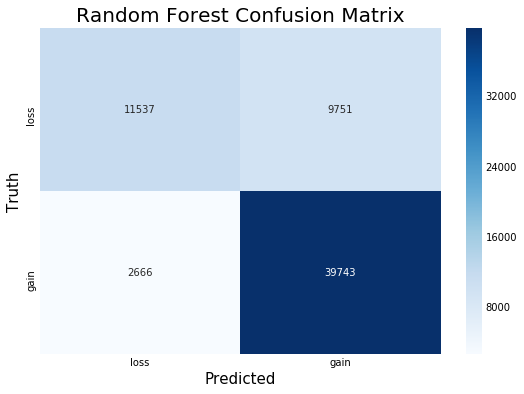 Random Forest Confusion Matrix
Truth
loss
11537
9751
gain
2666
39743
loss
gain
Predicted
32000
24000
16000
8000